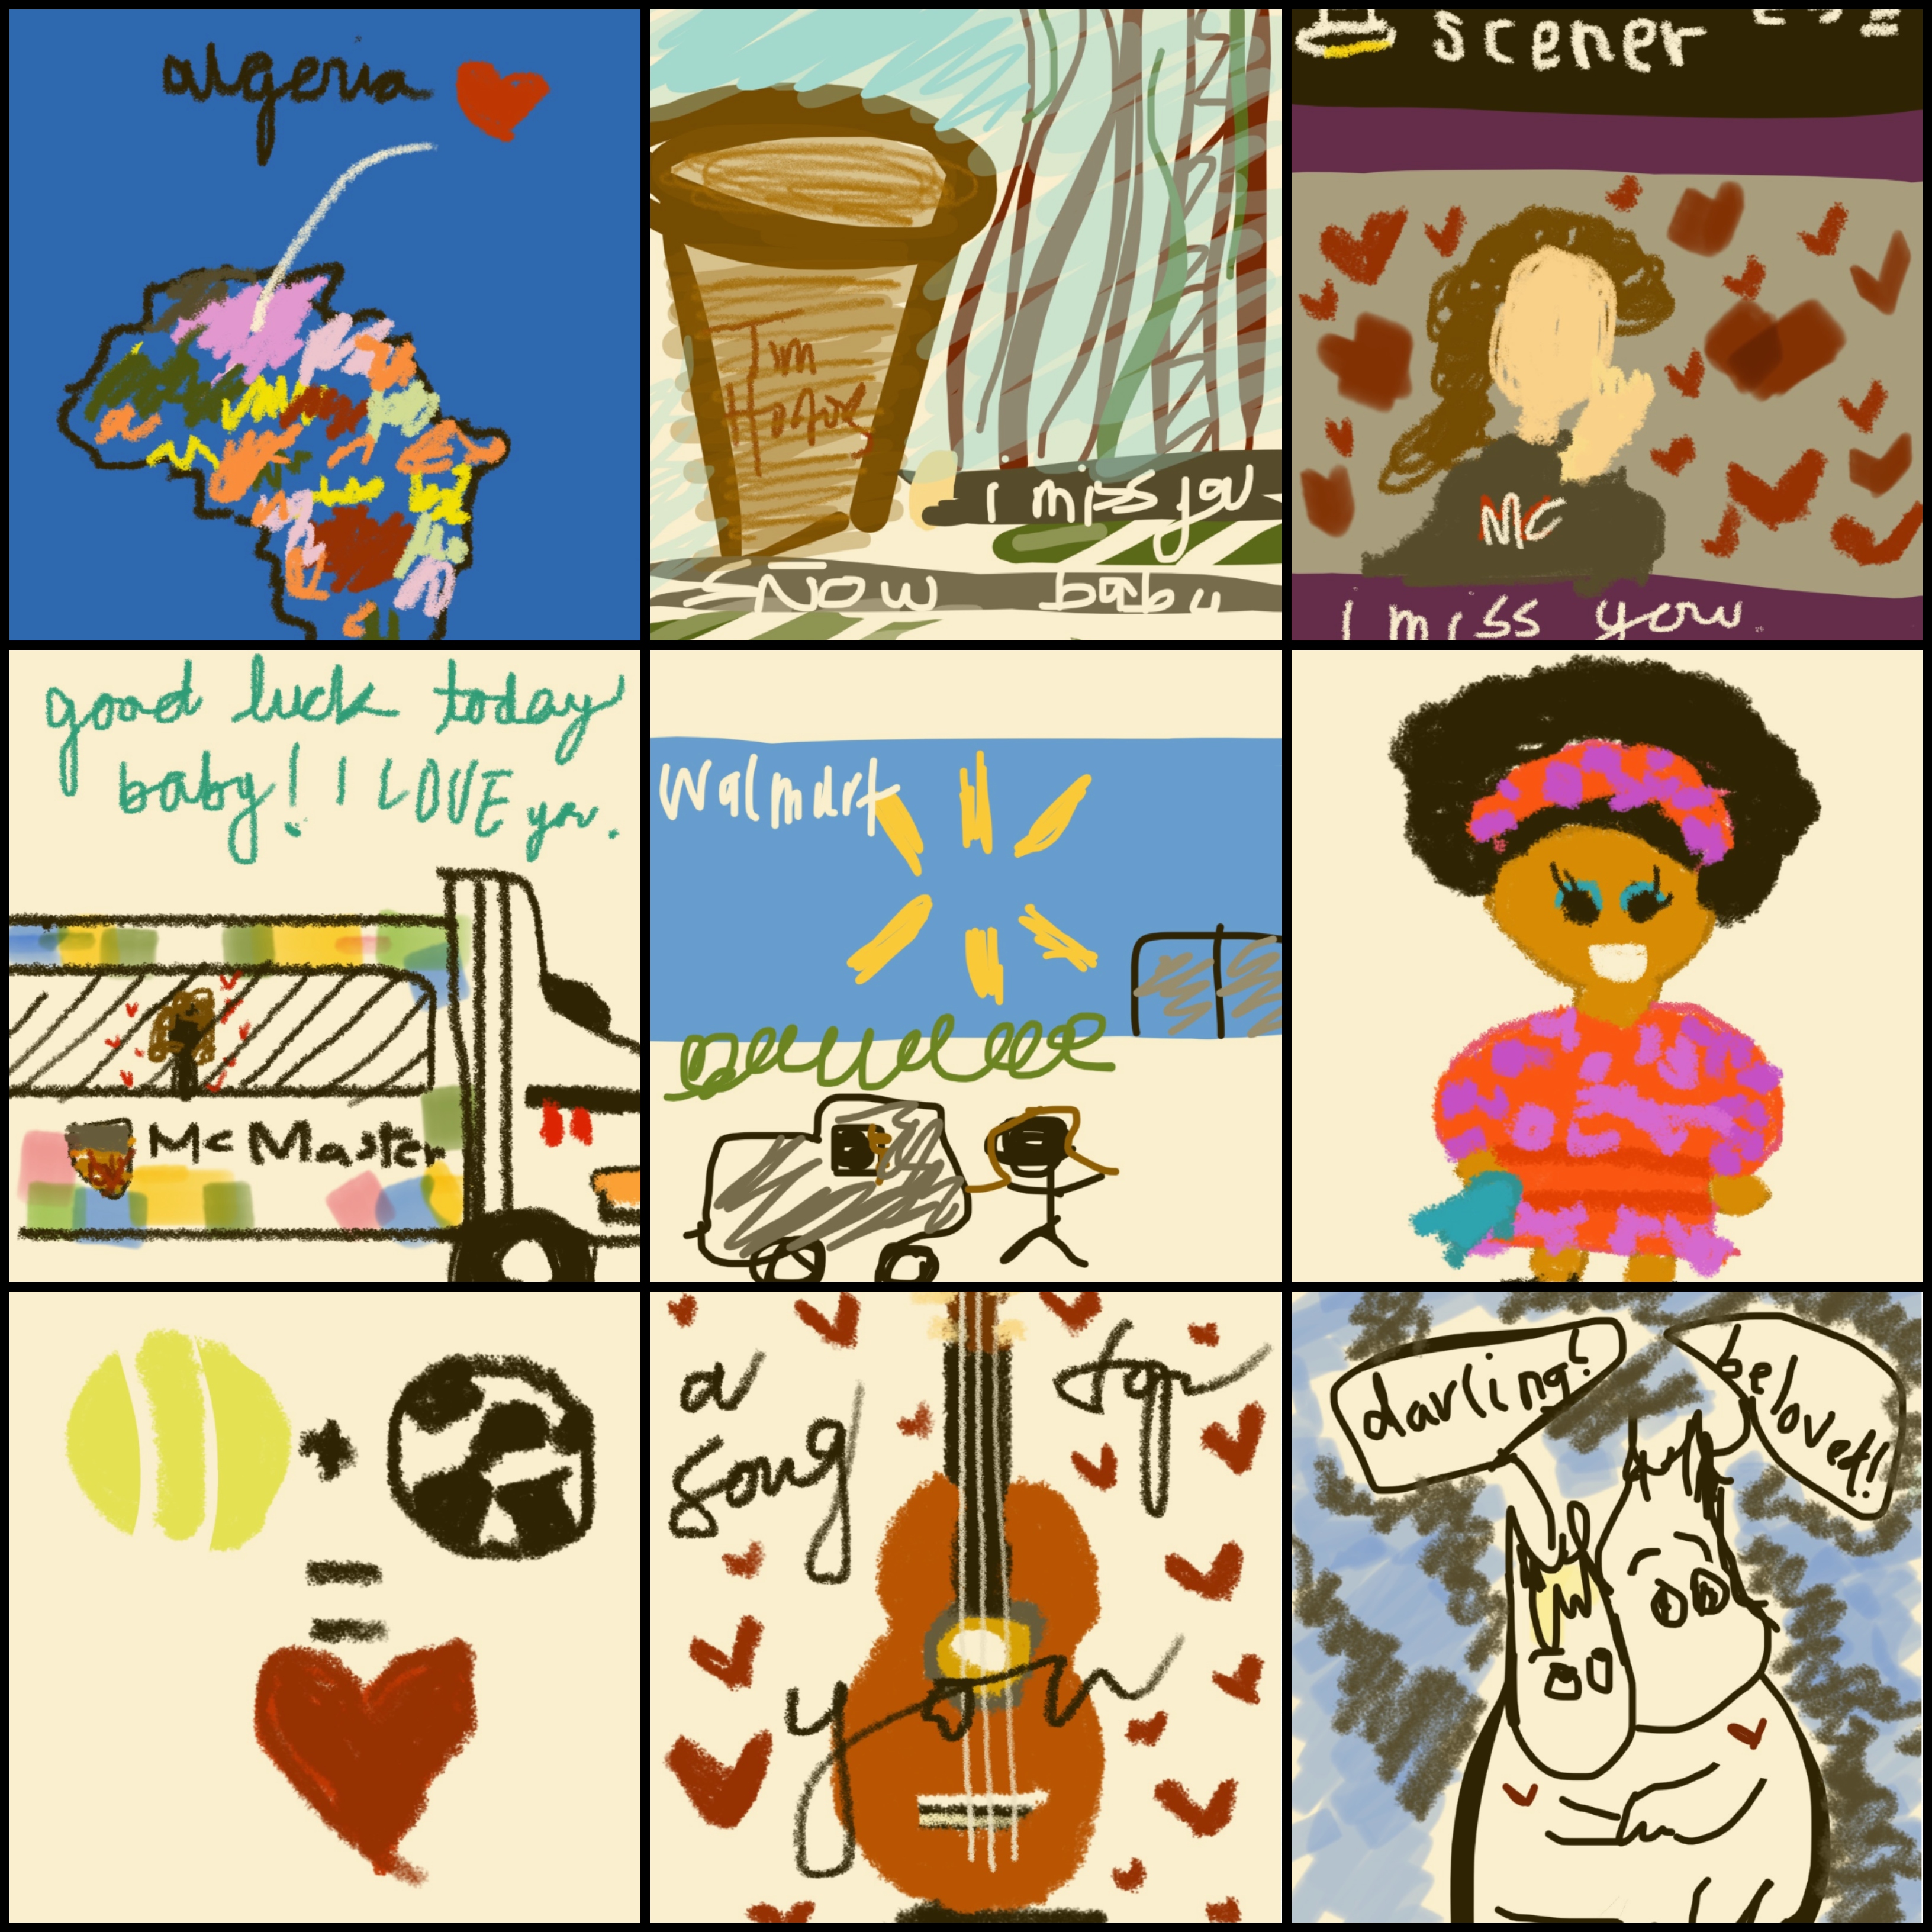 algeria
Tim
Hortons
i miss you
NOW baby
scener
MC
i miss you
good luck today
baby! I LOVE you.
McMaster
Walmart
a
song
for
you
darling!
beloved!